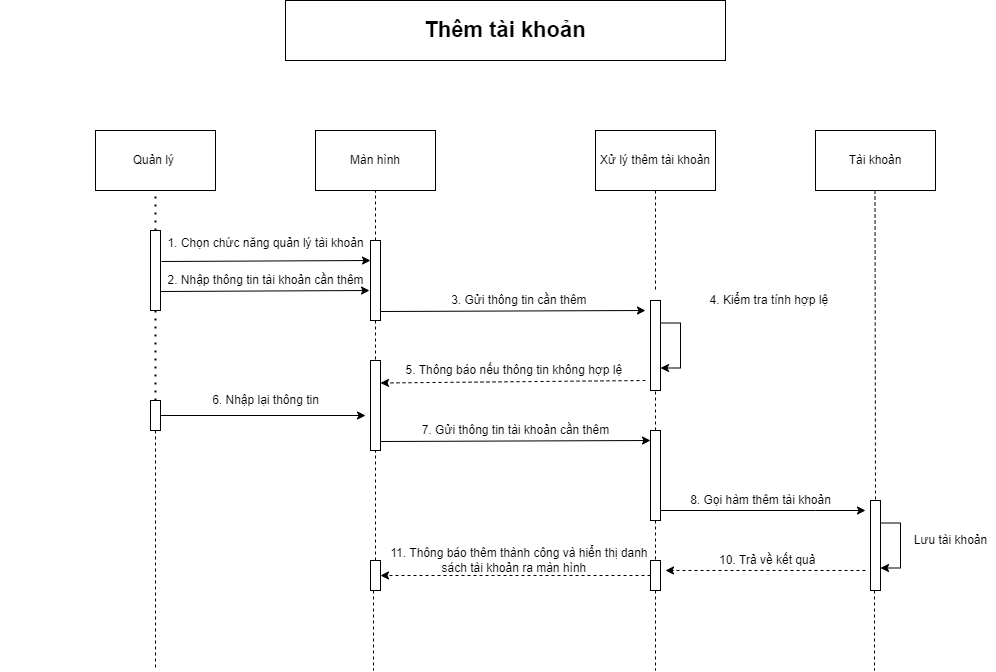 Thêm tài khoản
Quản lý
Màn hình
Xử lý thêm tài khoản
Tài khoản
1. Chọn chức năng quản lý tài khoản
2. Nhập thông tin tài khoản cần thêm
3. Gửi thông tin cần thêm
4. Kiểm tra tính hợp lệ
5. Thông báo nếu thông tin không hợp lệ
6. Nhập lại thông tin
7. Gửi thông tin tài khoản cần thêm
8. Gọi hàm thêm tài khoản
Lưu tài khoản
10. Trả về kết quả
11. Thông báo thêm thành công và hiển thị danh
sách tài khoản ra màn hình